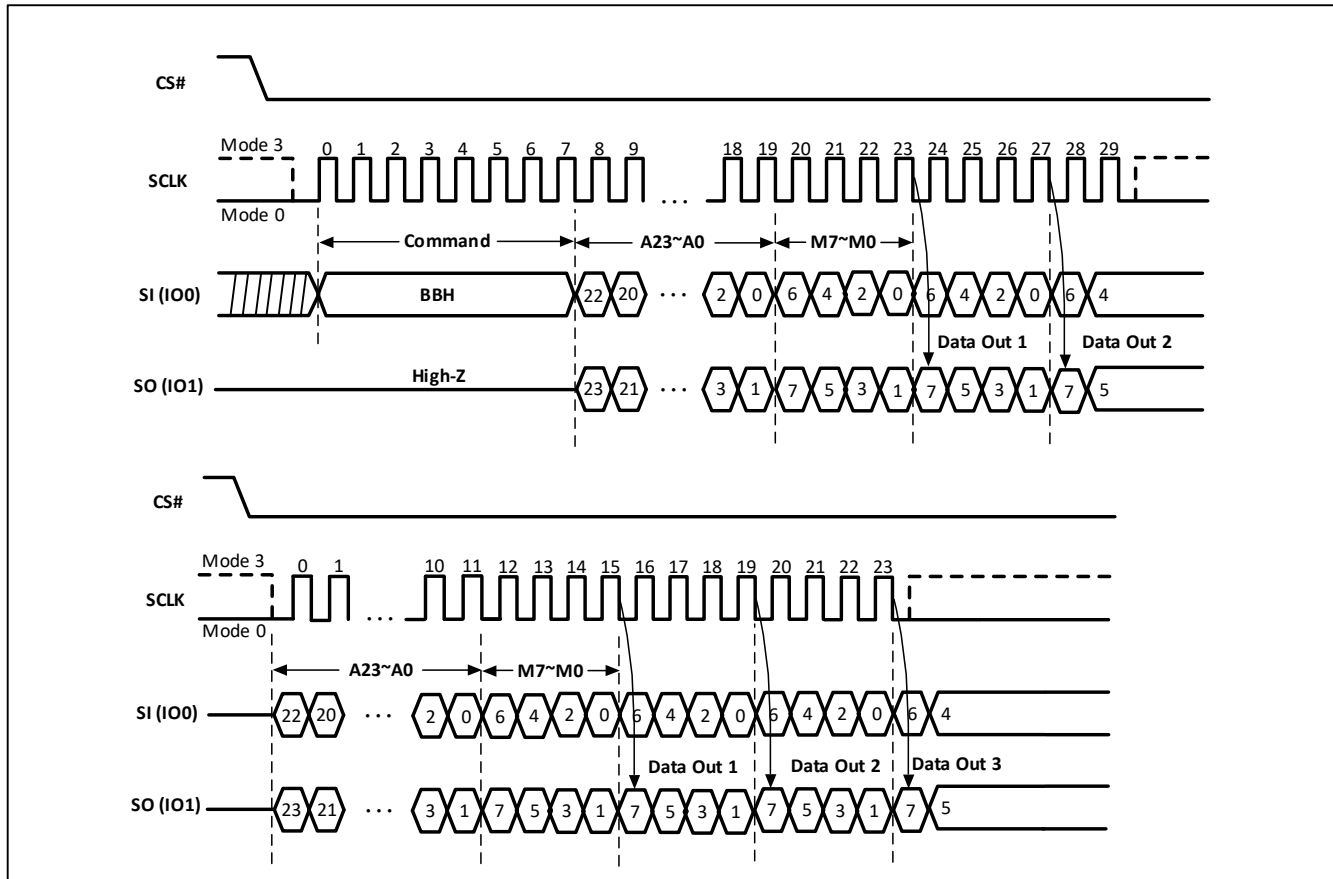 CS#
Mode 3
0 1 2 3 4 5 6 7 8 9 18 19 20 21 22 23 24 25 26 27 28 29
SCLK
...
Mode 0
Command A23~A0 M7~M0
SI (IO0) BBH 22 20 ... 2 0 6 4 2 0 6 4 2 0 6 4
Data Out 1 Data Out 2
High-Z
SO (IO1) 23 21 ... 3 1 7 5 3 1 7 5 3 1 7 5
CS#
Mode 3
0 1 10 11 12 13 14 15 16 17 18 19 20 21 22 23
SCLK
...
Mode 0
A23~A0 M7~M0
SI (IO0) 22 20 ... 2 0 6 4 2 0 6 4 2 0 6 4 2 0 6 4
Data Out 1 Data Out 2 Data Out 3
SO (IO1) 23 21 ... 3 1 7 5 3 1 7 5 3 1 7 5 3 1 7 5